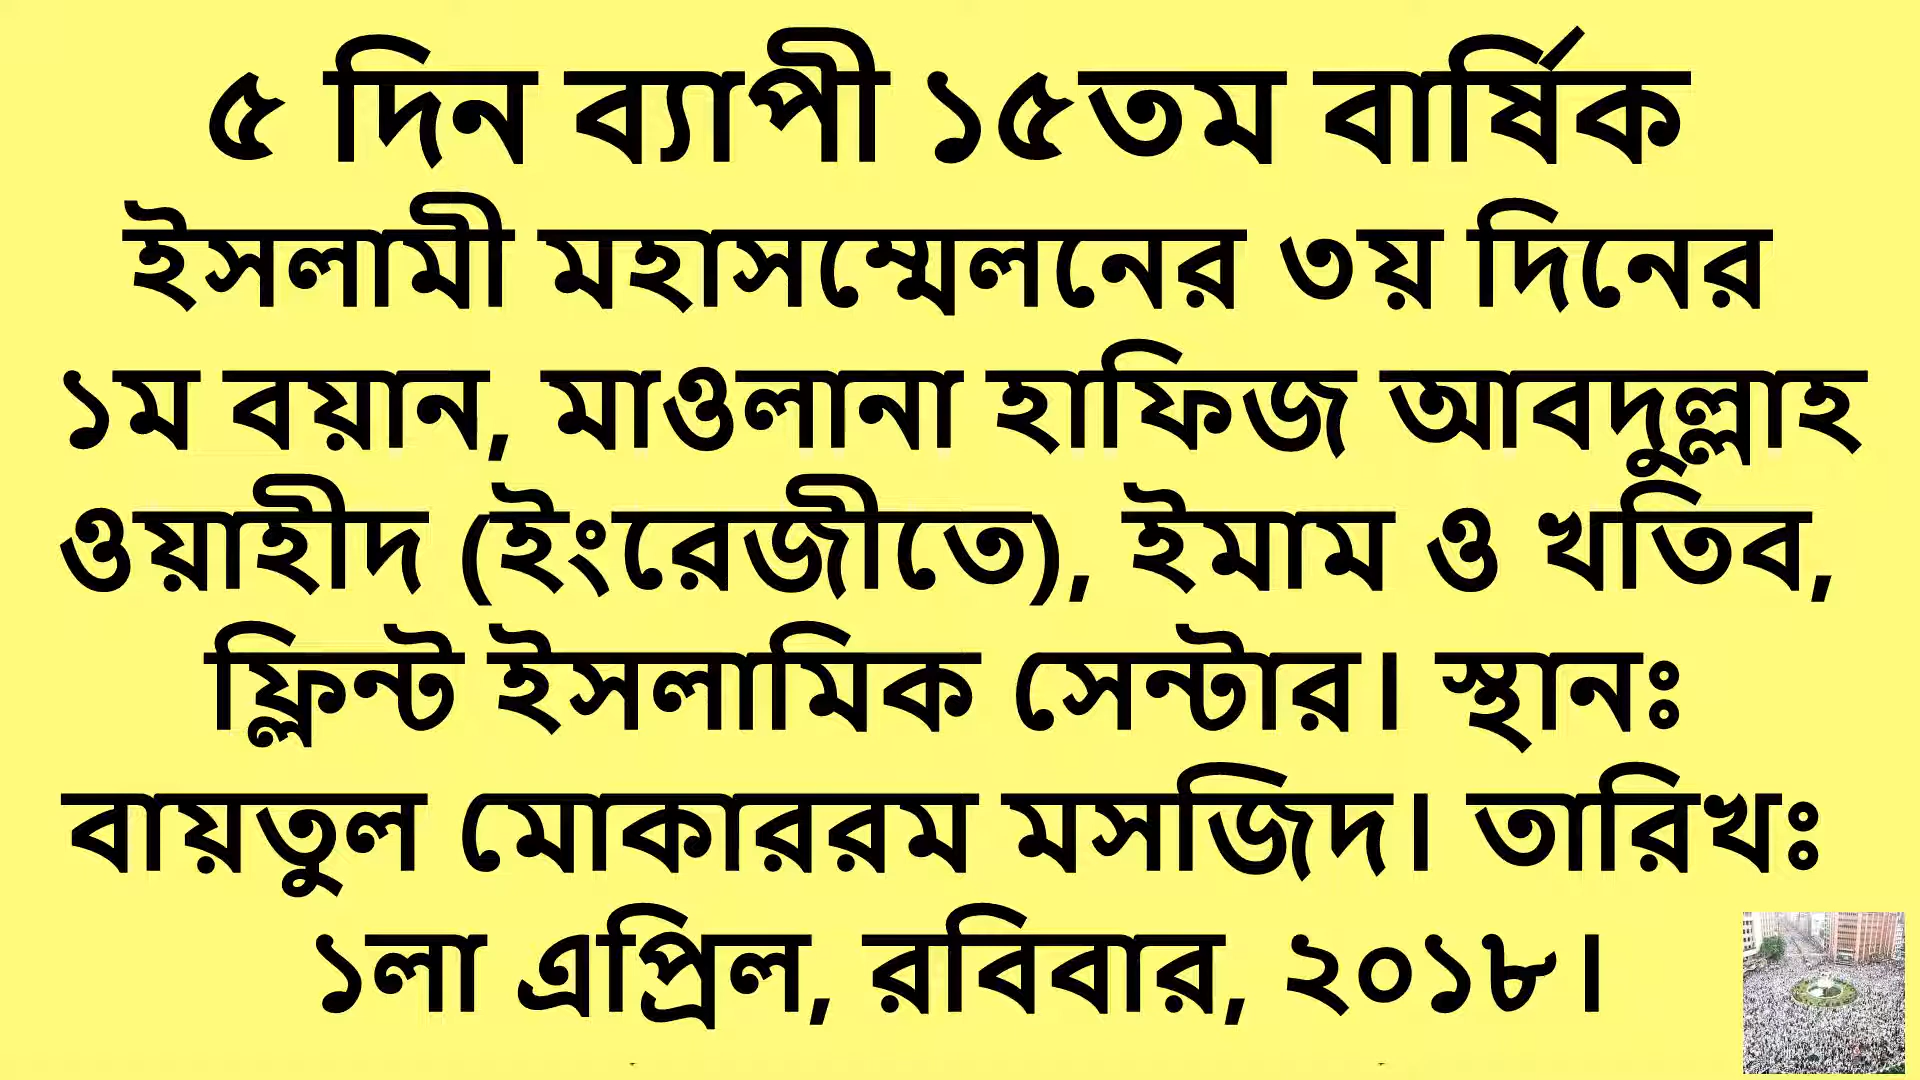 ৫ দিন ব্যাপী ১৫তম বার্ষিক
ইসলামী মহাসম্মেলনের ৩য় দিনের
১ম বয়ান, মাওলানা হাফিজ আবদুল্লাহ
ওয়াহীদ (ইংরেজীতে), ইমাম ও খতিব,
ফ্লিন্ট ইসলামিক সেন্টার। স্থানঃ
বায়তুল মোকাররম মসজিদ। তারিখঃ
১লা এপ্রিল, রবিবার, ২০১৮।